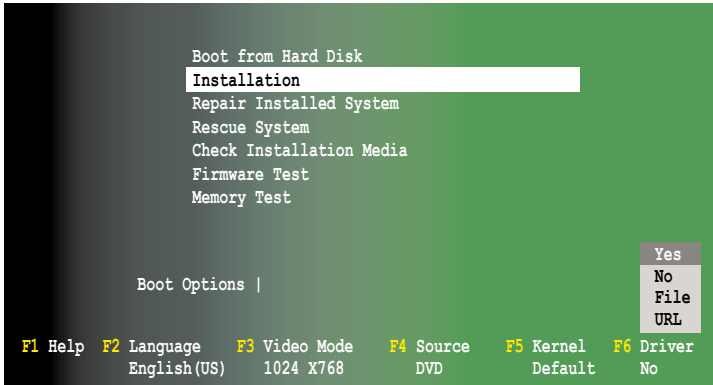 Boot from Hard Disk
Installation
Repair Installed System
Rescue System
Check Installation Media
Firmware Test
Memory Test
Yes
No
File
URL
Boot Options |
F1 Help F2 Language F3 Video Mode F4 Source F5 Kernel F6 Driver
English(US) 1024 X768 DVD Default No